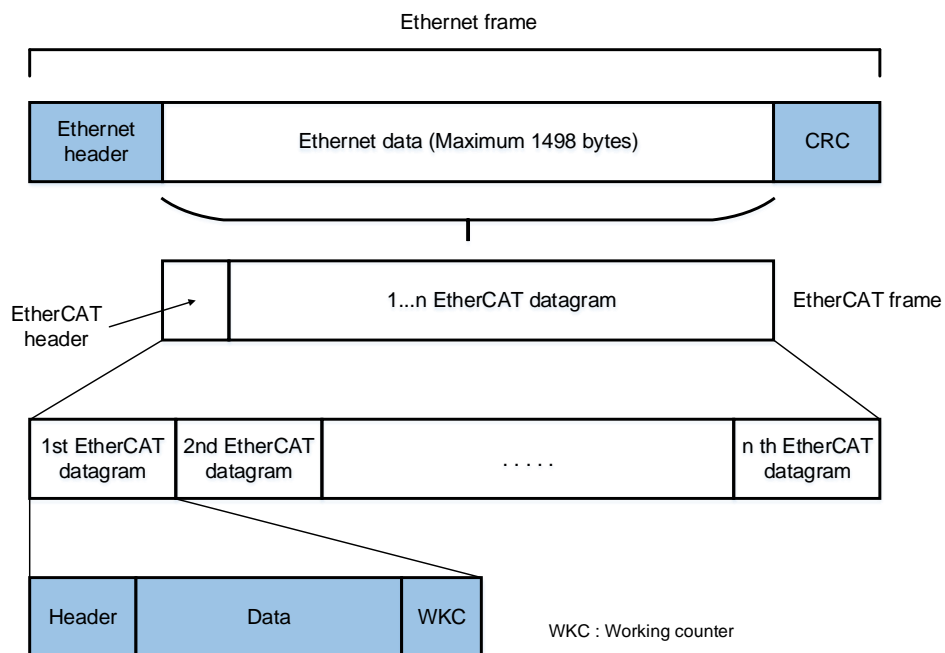 Ethernet frame
Ethernet
header
Ethernet data (Maximum 1498 bytes)
CRC
EtherCAT
header
1...n EtherCAT datagram
EtherCAT frame
1st EtherCAT
datagram
2nd EtherCAT
datagram
. . . . .
n th EtherCAT
datagram
Header
Data
WKC
WKC : Working counter